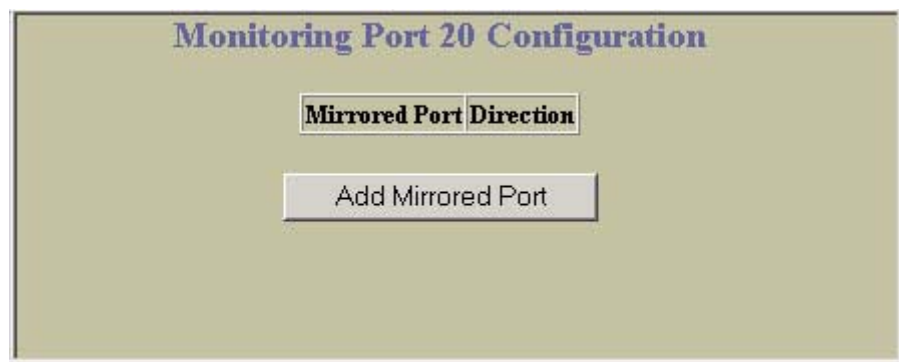 Monitoring Port 20 Configuration
Mirrored Port Direction
Add Mirrored Port